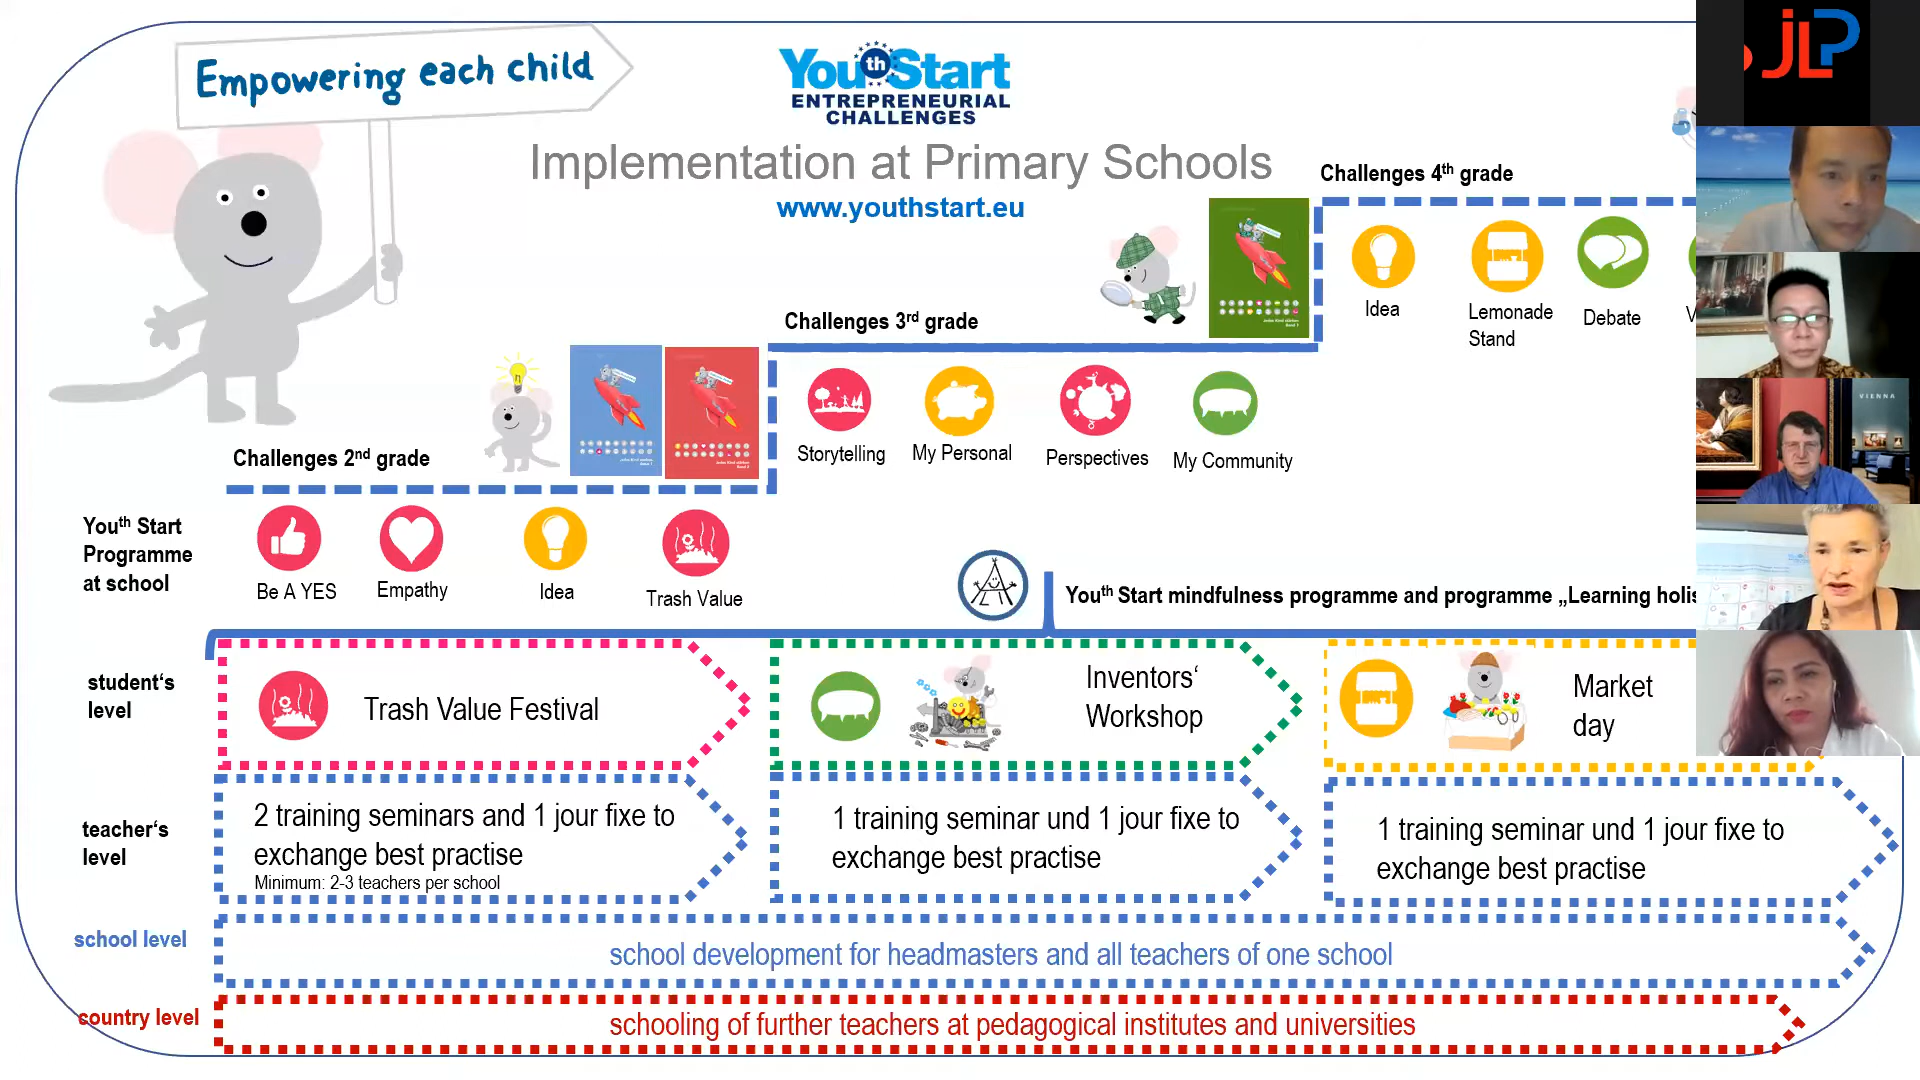 Empowering each child
Youth Start
ENTREPRENEURIAL
CHALLENGES
Implementation at Primary Schools
www.youthstart.eu
Challenges 4th grade
Idea
Lemonade
Stand
Debate
V
Challenges 3rd grade
Storytelling
My Personal
Perspectives
My Community
Challenges 2nd grade
Youth Start
Programme
at school
Be A YES
Empathy
Idea
Trash Value
Youth Start mindfulness programme and programme „Learning holis
student‘s
level
Trash Value Festival
Inventors‘
Workshop
Market
day
teacher‘s
level
2 training seminars and 1 jour fixe to
exchange best practise
Minimum: 2-3 teachers per school
1 training seminar und 1 jour fixe to
exchange best practise
1 training seminar und 1 jour fixe to
exchange best practise
school level
school development for headmasters and all teachers of one school
country level
schooling of further teachers at pedagogical institutes and universities
JLP
VIENNA